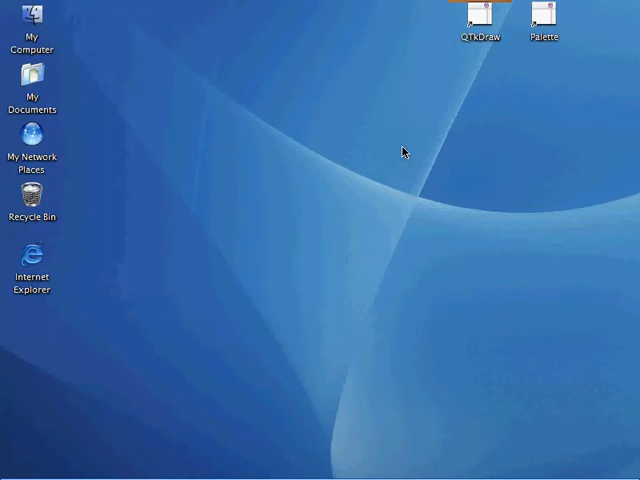 My
Computer
My
Documents
My Network
Places
Recycle Bin
Internet
Explorer
QTkDraw
Palette